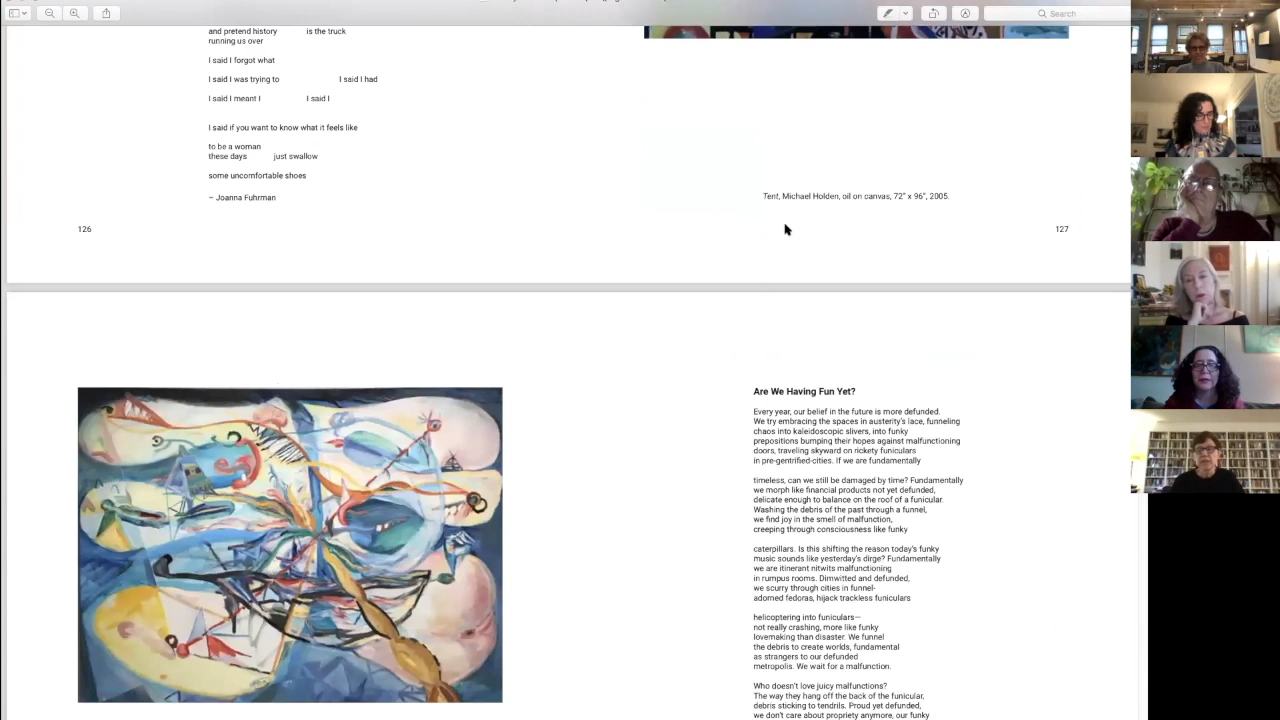 Search
and pretend history is the truck
running us over
I said I forgot what
I said I was trying to I said I had
I said I meant I I said I
I said if you want to know what it feels like
to be a woman
these days just swallow
some uncomfortable shoes
– Joanna Fuhrman
126
Tent, Michael Holden, oil on canvas, 72” x 96”, 2005.
127
Are We Having Fun Yet?
Every year, our belief in the future is more defunded.
We try embracing the spaces in austerity’s lace, funneling
chaos into kaleidoscopic slivers, into funky
prepositions bumping their hopes against malfunctioning
doors, traveling skyward on rickety funiculars
in pre-gentrified-cities. If we are fundamentally
timeless, can we still be damaged by time? Fundamentally
we morph like financial products not yet defunded,
delicate enough to balance on the roof of a funicular.
Washing the debris of the past through a funnel,
we find joy in the smell of malfunction,
creeping through consciousness like funky
caterpillars. Is this shifting the reason today’s funky
music sounds like yesterday’s dirge? Fundamentally
we are itinerant nitwits malfunctioning
in rumpus rooms. Dimwitted and defunded,
we scurry through cities in funnel-
adorned fedoras, hijack trackless funiculars
helicoptering into funiculars—
not really crashing, more like funky
lovemaking than disaster. We funnel
the debris to create worlds, fundamental
as strangers to our defunded
metropolis. We wait for a malfunction.
Who doesn’t love juicy malfunctions?
The way they hang off the back of the funicular,
debris sticking to tendrils. Proud yet defunded,
we don’t care about propriety anymore, our funky